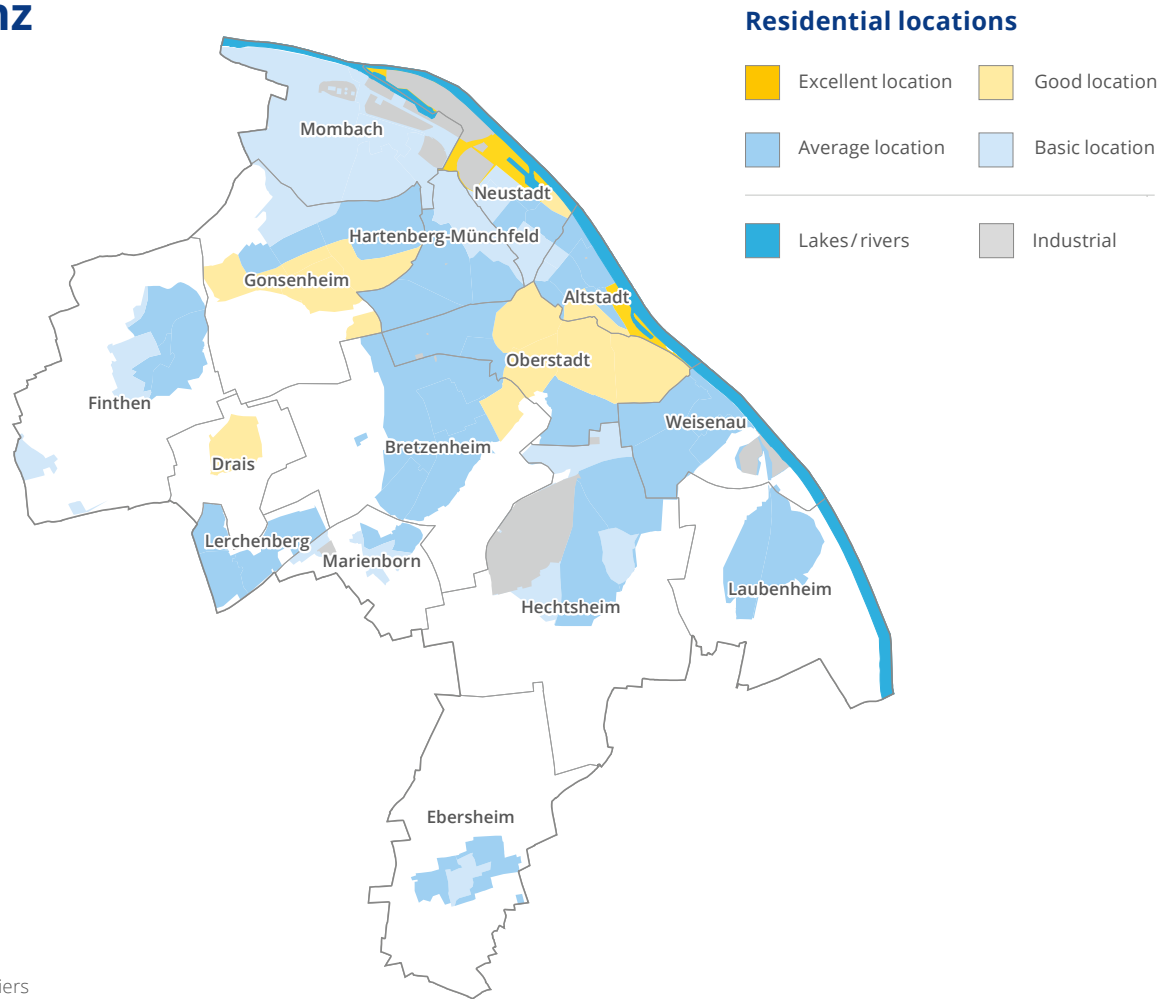 nz
Residential locations
Excellent location
Good location
Average location
Basic location
Lakes/rivers
Industrial
Mombach
Neustadt
Hartenberg-Münchfeld
Gonsenheim
Altstadt
Oberstadt
Finthen
Weisenau
Bretzenheim
Drais
Lerchenberg
Marienborn
Laubenheim
Hechtsheim
Ebersheim
iers